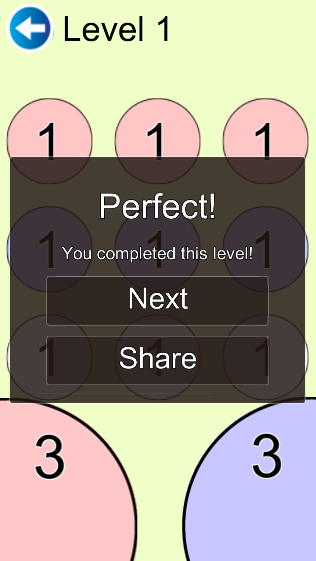 Level 1
1 1 1
Perfect!
1 1 1
You completed this level!
Next
1 1 1
Share
3 3